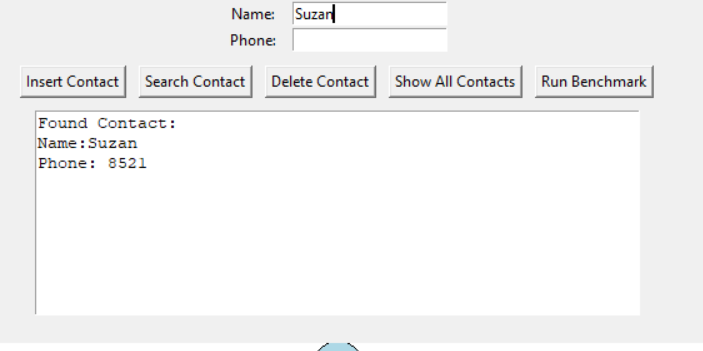 Name: Suzan
Phone:
Insert Contact Search Contact Delete Contact Show All Contacts Run Benchmark
Found Contact:
Name:Suzan
Phone: 8521